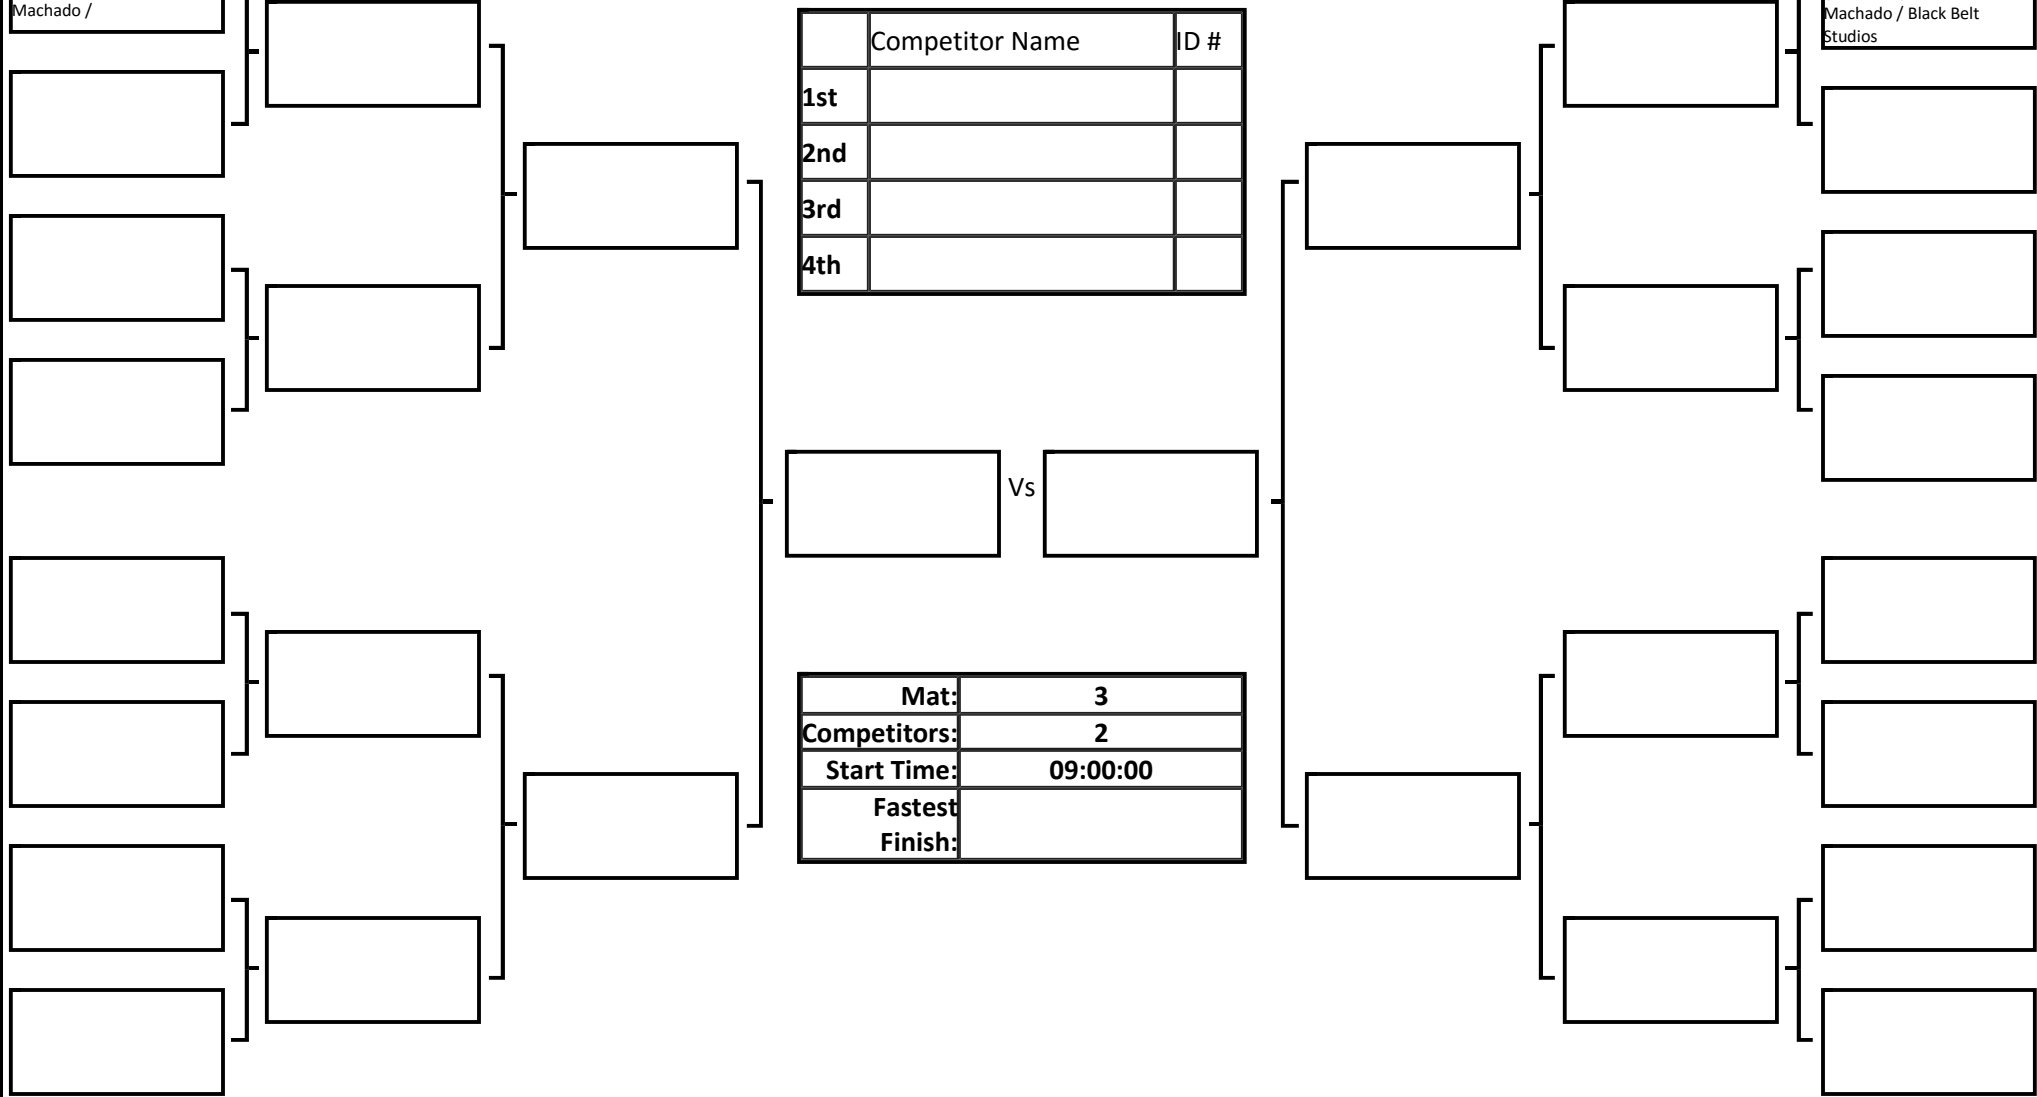 Machado /
Machado / Black Belt
Studios
Competitor Name ID #
1st
2nd
3rd
4th
Vs
Mat: 3
Competitors: 2
Start Time: 09:00:00
Fastest
Finish: